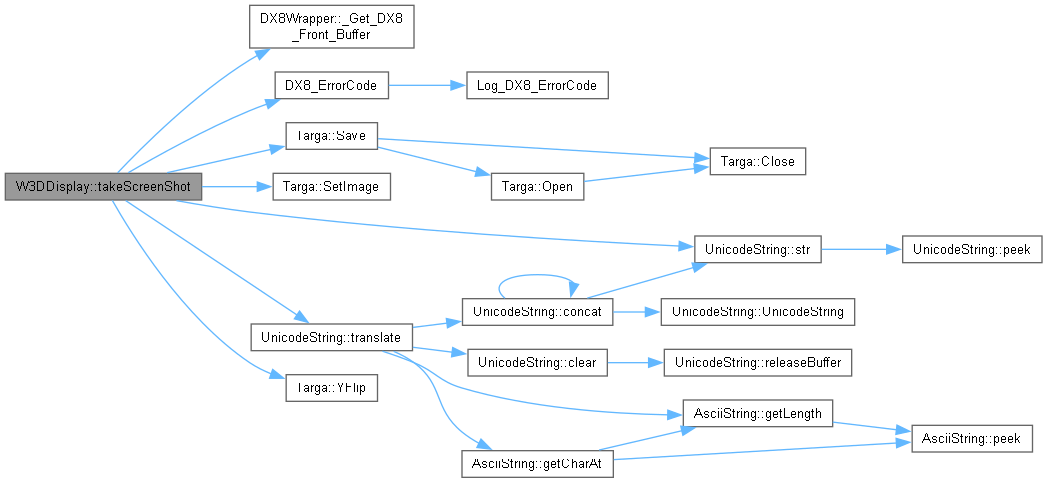 DX8Wrapper::_Get_DX8
_Front_Buffer
DX8_ErrorCode
Log_DX8_ErrorCode
Targa::Save
Targa::Close
W3DDisplay::takeScreenShot
Targa::SetImage
Targa::Open
UnicodeString::str
UnicodeString::peek
UnicodeString::concat
UnicodeString::UnicodeString
UnicodeString::translate
UnicodeString::clear
UnicodeString::releaseBuffer
Targa::YFlip
AsciiString::getLength
AsciiString::peek
AsciiString::getCharAt